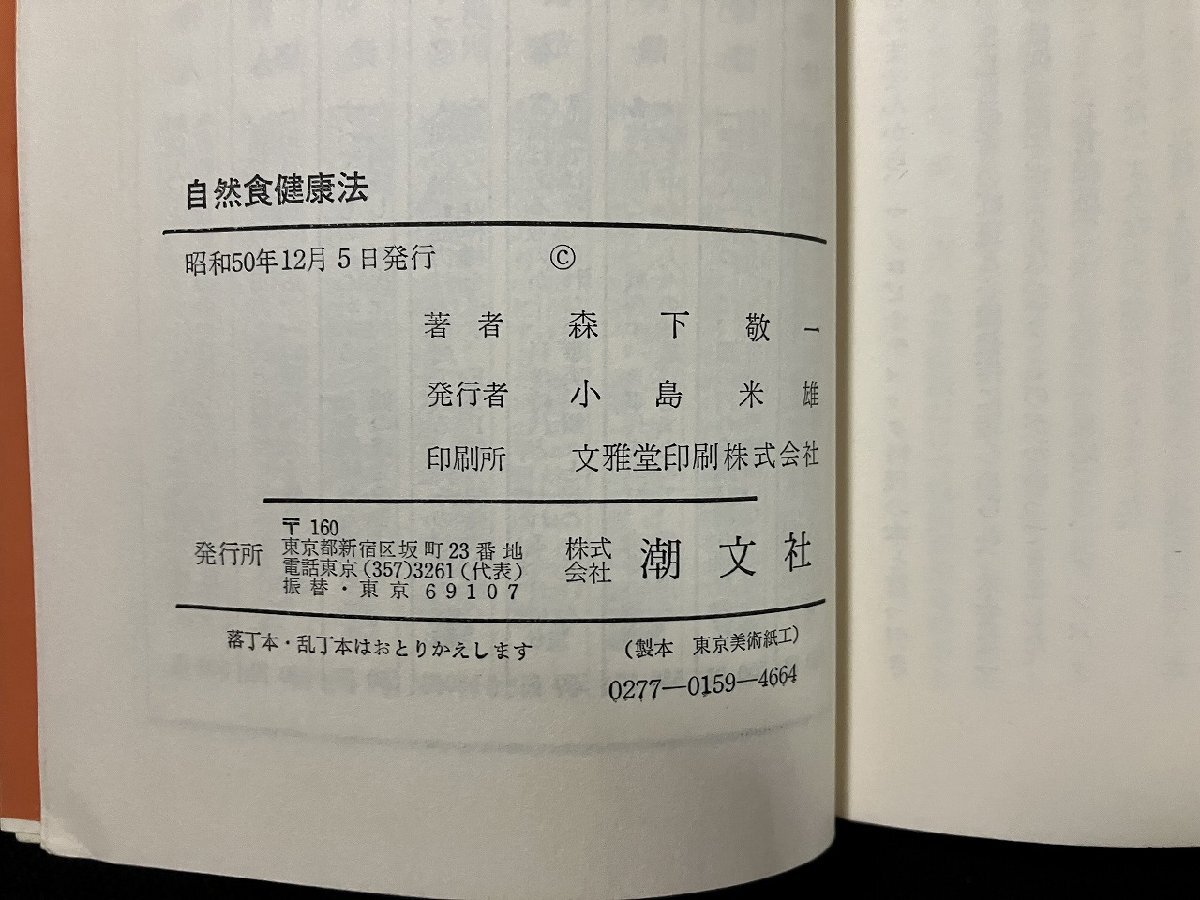 自然食健康法
昭和50年12月5日発行 ©
著者 森下敬一
発行者 小島米雄
印刷所 文雅堂印刷株式会社
発行所
〒160
東京都新宿区坂町23番地
電話東京(357)3261(代表)
振替・東京69107
株式会社 潮文社
落丁本・乱丁本はおとりかえします (製本 東京美術紙工)
0277—0159—4664